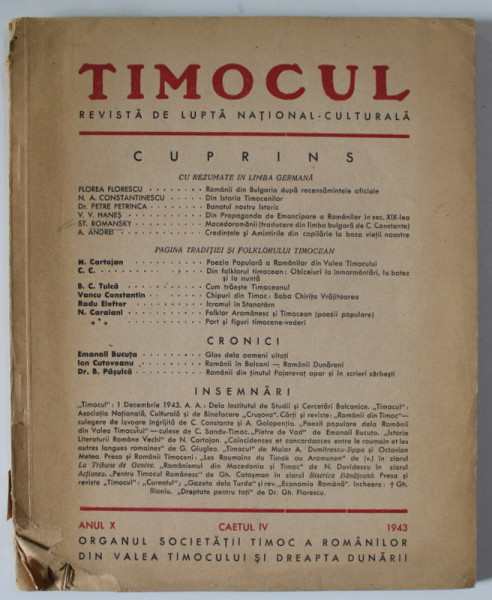 TIMOCUL
REVISTĂ DE LUPTĂ NAȚIONAL-CULTURALĂ
CUPRINS
CU REZUMATE IN LIMBA GERMANĂ
FLOREA FLORESCU . . . . . . . Românii din Bulgaria după recensămintele oficiale
N. A. CONSTANTINESCU . . . . . Din Istoria Timocenilor
Dr. PETRE PETRINCA . . . . . . Banatul nostru Istoric
V. V. HANEȘ . . . . . . . . . Din Propaganda de Emancipare a Românilor în sec. XIX-lea
ST. ROMANSKY . . . . . . . . Macedoromânii (traducere din limba bulgară de C. Constante)
A. ANDREI . . . . . . . . . . Credințele și Amintirile din copilărie la baza vieții noastre
PAGINA TRADIȚIEI ȘI FOLKLORULUI TIMOCEAN
N. Cartojan . . . . . . . . . Poezia Populară a Românilor din Valea Timocului
C. C. . . . . . . . . . . . . Din folklorul timocean: Obiceiuri la înmormântări, la botez
și la nuntă
B. C. Tulcă . . . . . . . . . Cum trăește Timoceanul
Vancu Constantin . . . . . . . Chipuri din Timoc: Baba Chirița Vrăjitoarea
Radu Elefter . . . . . . . . . Icramul în Stanatăm
N. Caraiani . . . . . . . . . Folklor Aromânesc și Timocean (poezii populare)
* * * . . . . . . . . . . . . Port și figuri timocene-vederi
CRONICI
Emanoil Bucuța . . . . . . . . Glas dela oameni uitați
Ion Cutoveanu . . . . . . . . Românii în Balcani — Românii Dunăreni
Dr. B. Pășuică . . . . . . . . Românii din ținutul Pojarevaț apar și în scrieri sârbești
INSEMNĂRI
„Timocul": 1 Decembrie 1943. A. A.: Dela Institutul de Studii și Cercetări Balcanice. „Timocul":
Asociația Națională, Culturală și de Binefacere „Crușova". Cărți și reviste: „Românii din Timoc"—
culegere de izvoare îngrijită de C. Constante și A. Golopenția. „Poezii populare dela Românii
din Valea Timocului" — culese de C. Sandu-Timoc. „Pietre de Vad" de Emanoil Bucuța. „Istoria
Literaturii Române Vechi" de N. Cartojan. „Coincidences et concordances entre le roumain et les
autres langues romaines" de G. Giuglea. „Timocul" de Maior A. Dumitrescu-Jippa și Octavian
Metea. Presa și Românii Timoceni: „Les Roumains du Timok ou Aromunen" de (v.) în ziarul
La Tribune de Genève. „Românismul din Macedonia și Timoc" de N. Davidescu în ziarul
Acțiunea. „Pentru Timocul Românesc" de Gh. Cotoșman în ziarul Biserica Bănățeană. Presa și
reviste „Timocul": „Curentul"; „Gazeta dela Turda" și rev. „Economia Română". Incheere: † Gh.
Ilioniu. „Dreptate pentru toți" de Dr. Gh. Florescu.
ANUL X CAETUL IV 1943
ORGANUL SOCIETĂȚII TIMOC A ROMÂNILOR
DIN VALEA TIMOCULUI ȘI DREAPTA DUNĂRII